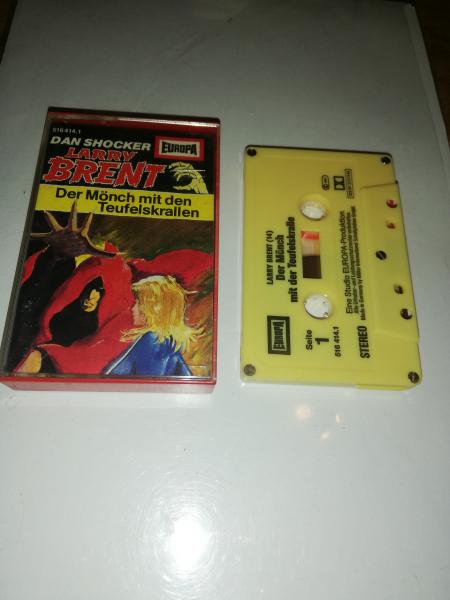 516 414.1
DAN SHOCKER
EUROPA
LARRY
BRENT
Der Mönch mit den
Teufelskrallen
LARRY BRENT (14)
Der Mönch
mit der Teufelskralle
EUROPA
Seite
1
516 414.1
Eine Studio EUROPA-Produktion
STEREO